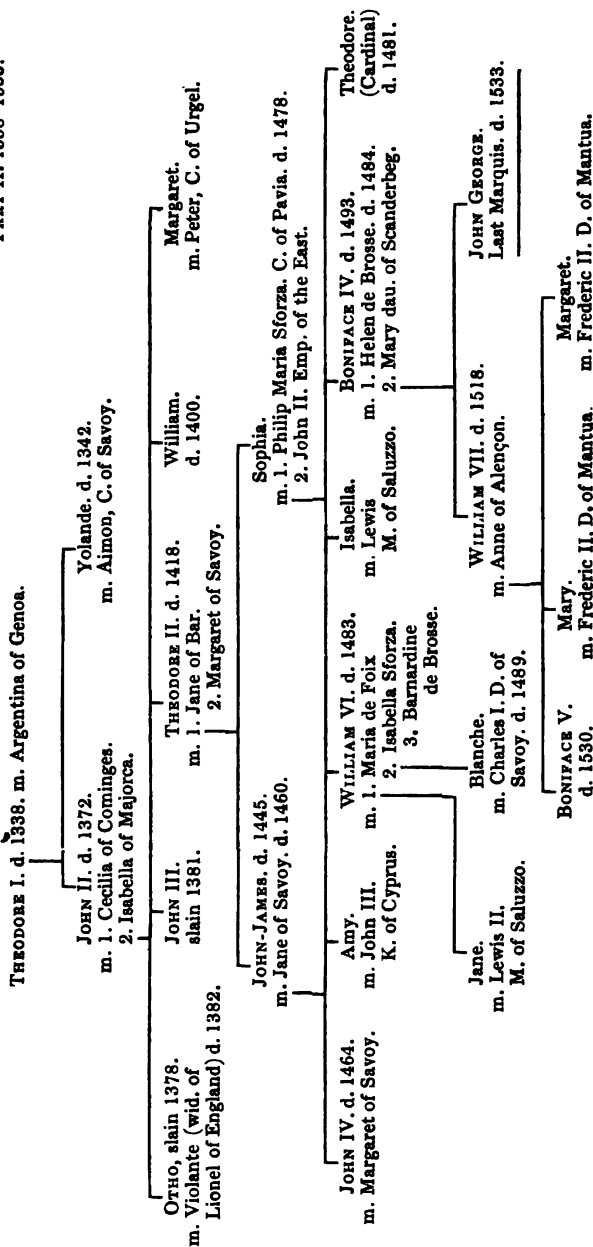 THEODORE I. d. 1338. m. Argentina of Genoa.
JOHN II. d. 1372.
m. 1. Cecilia of Cominges.
2. Isabella of Majorca.
Yolande. d. 1342.
m. Aimon, C. of Savoy.
OTHO, slain 1378.
m. Violante (wid. of
Lionel of England) d. 1382.
JOHN III.
slain 1381.
THEODORE II. d. 1418.
m. 1. Jane of Bar.
2. Margaret of Savoy.
William.
d. 1400.
Margaret.
m. Peter, C. of Urgel.
JOHN-JAMES. d. 1445.
m. Jane of Savoy. d. 1460.
Sophia.
m. 1. Philip Maria Sforza. C. of Pavia. d. 1478.
2. John II. Emp. of the East.
JOHN IV. d. 1464.
m. Margaret of Savoy.
Amy.
m. John III.
K. of Cyprus.
WILLIAM VI. d. 1483.
m. 1. Maria de Foix
2. Isabella Sforza.
3. Barnardine
de Brosse.
Isabella.
m. Lewis
M. of Saluzzo.
BONIFACE IV. d. 1493.
m. 1. Helen de Brosse. d. 1484.
2. Mary dau. of Scanderbeg.
Theodore.
(Cardinal)
d. 1481.
Jane.
m. Lewis II.
M. of Saluzzo.
Blanche.
m. Charles I. D. of
Savoy. d. 1489.
WILLIAM VII. d. 1518.
m. Anne of Alençon.
JOHN GEORGE.
Last Marquis. d. 1533.
BONIFACE V.
d. 1530.
Mary.
m. Frederic II. D. of Mantua.
Margaret.
m. Frederic II. D. of Mantua.